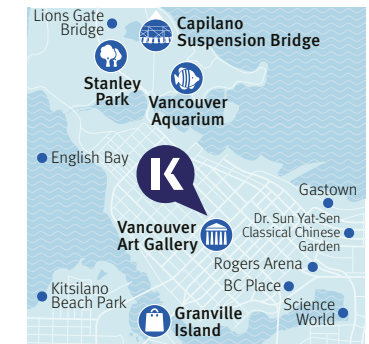 Lions Gate
Bridge
Capilano
Suspension Bridge
Stanley
Park
Vancouver
Aquarium
English Bay
K
Gastown
Vancouver
Art Gallery
Dr. Sun Yat-Sen
Classical Chinese
Garden
Rogers Arena
BC Place
Kitsilano
Beach Park
Granville
Island
Science
World